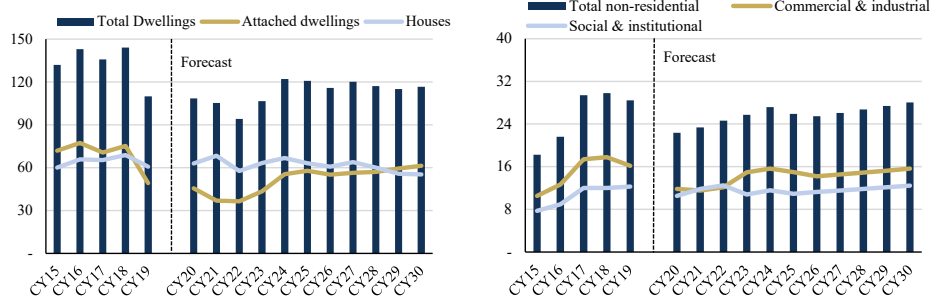 Total Dwellings Attached dwellings Houses
150
120
90
60
30
-
Forecast
CY15 CY16 CY17 CY18 CY19 CY20 CY21 CY22 CY23 CY24 CY25 CY26 CY27 CY28 CY29 CY30
Total non-residential Commercial & industrial
Social & institutional
40
32
24
16
8
-
Forecast
CY15 CY16 CY17 CY18 CY19 CY20 CY21 CY22 CY23 CY24 CY25 CY26 CY27 CY28 CY29 CY30